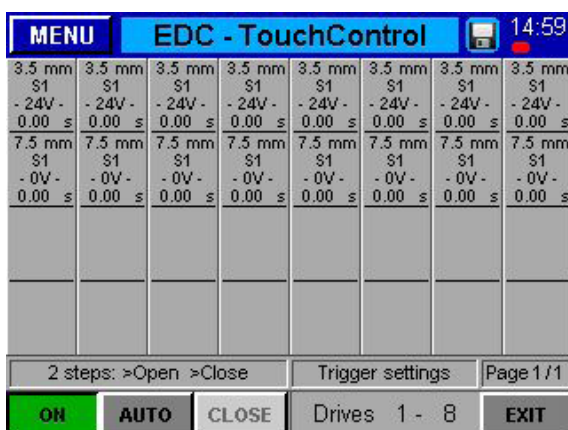 MENU EDC - TouchControl 14:59
3.5 mm 3.5 mm 3.5 mm 3.5 mm 3.5 mm 3.5 mm 3.5 mm 3.5 mm
S1 S1 S1 S1 S1 S1 S1 S1
- 24V - - 24V - - 24V - - 24V - - 24V - - 24V - - 24V - - 24V -
0.00 s 0.00 s 0.00 s 0.00 s 0.00 s 0.00 s 0.00 s 0.00 s
7.5 mm 7.5 mm 7.5 mm 7.5 mm 7.5 mm 7.5 mm 7.5 mm 7.5 mm
S1 S1 S1 S1 S1 S1 S1 S1
- 0V - - 0V - - 0V - - 0V - - 0V - - 0V - - 0V - - 0V -
0.00 s 0.00 s 0.00 s 0.00 s 0.00 s 0.00 s 0.00 s 0.00 s
2 steps: >Open >Close Trigger settings Page 1/1
ON AUTO CLOSE Drives 1 - 8 EXIT